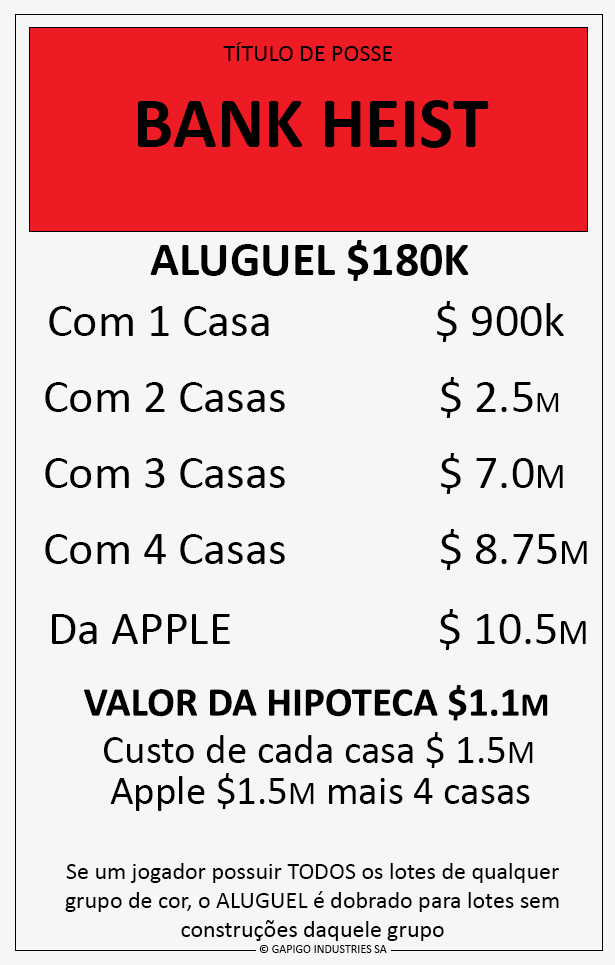 TÍTULO DE POSSE
BANK HEIST
ALUGUEL $180K
Com 1 Casa $ 900k
Com 2 Casas $ 2.5M
Com 3 Casas $ 7.0M
Com 4 Casas $ 8.75M
Da APPLE $ 10.5M
VALOR DA HIPOTECA $1.1M
Custo de cada casa $ 1.5M
Apple $1.5M mais 4 casas
Se um jogador possuir TODOS os lotes de qualquer
grupo de cor, o ALUGUEL é dobrado para lotes sem
construções daquele grupo
© GAPIGO INDUSTRIES SA